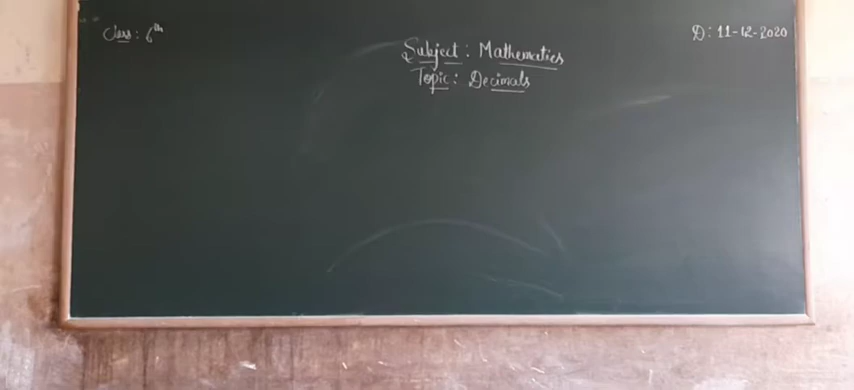 Class: 6th
Subject: Mathematics
Topic: Decimals
D: 11-12-2020